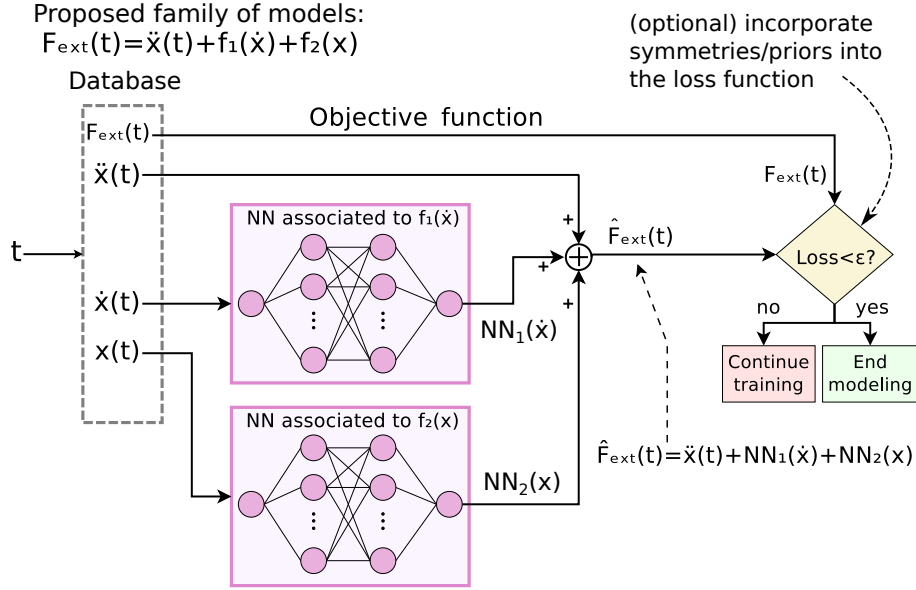 Proposed family of models:
Fₑₓₜ(t)=ẍ(t)+f₁(ẋ)+f₂(x)
(optional) incorporate
symmetries/priors into
the loss function
Database
Objective function
Fₑₓₜ(t)
ẍ(t)
Fₑₓₜ(t)
NN associated to f₁(ẋ)
+
F̂ₑₓₜ(t)
t
+
Loss<ε?
ẋ(t)
+
NN₁(ẋ)
no
yes
x(t)
Continue
training
End
modeling
NN associated to f₂(x)
F̂ₑₓₜ(t)=ẍ(t)+NN₁(ẋ)+NN₂(x)
NN₂(x)